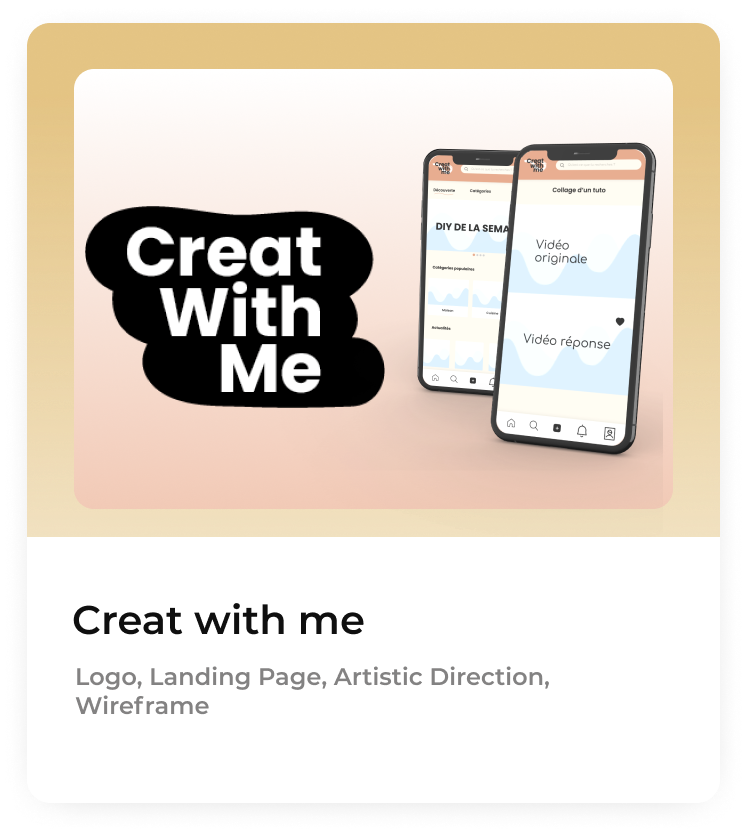 Creat
With
Me
Creat
with
me
Découverte Catégories
DIY DE LA SEMA
Catégories populaires
Actualités
Creat
with
me
Collage d'un tuto
Vidéo
originale
Vidéo réponse
Creat with me
Logo, Landing Page, Artistic Direction,
Wireframe